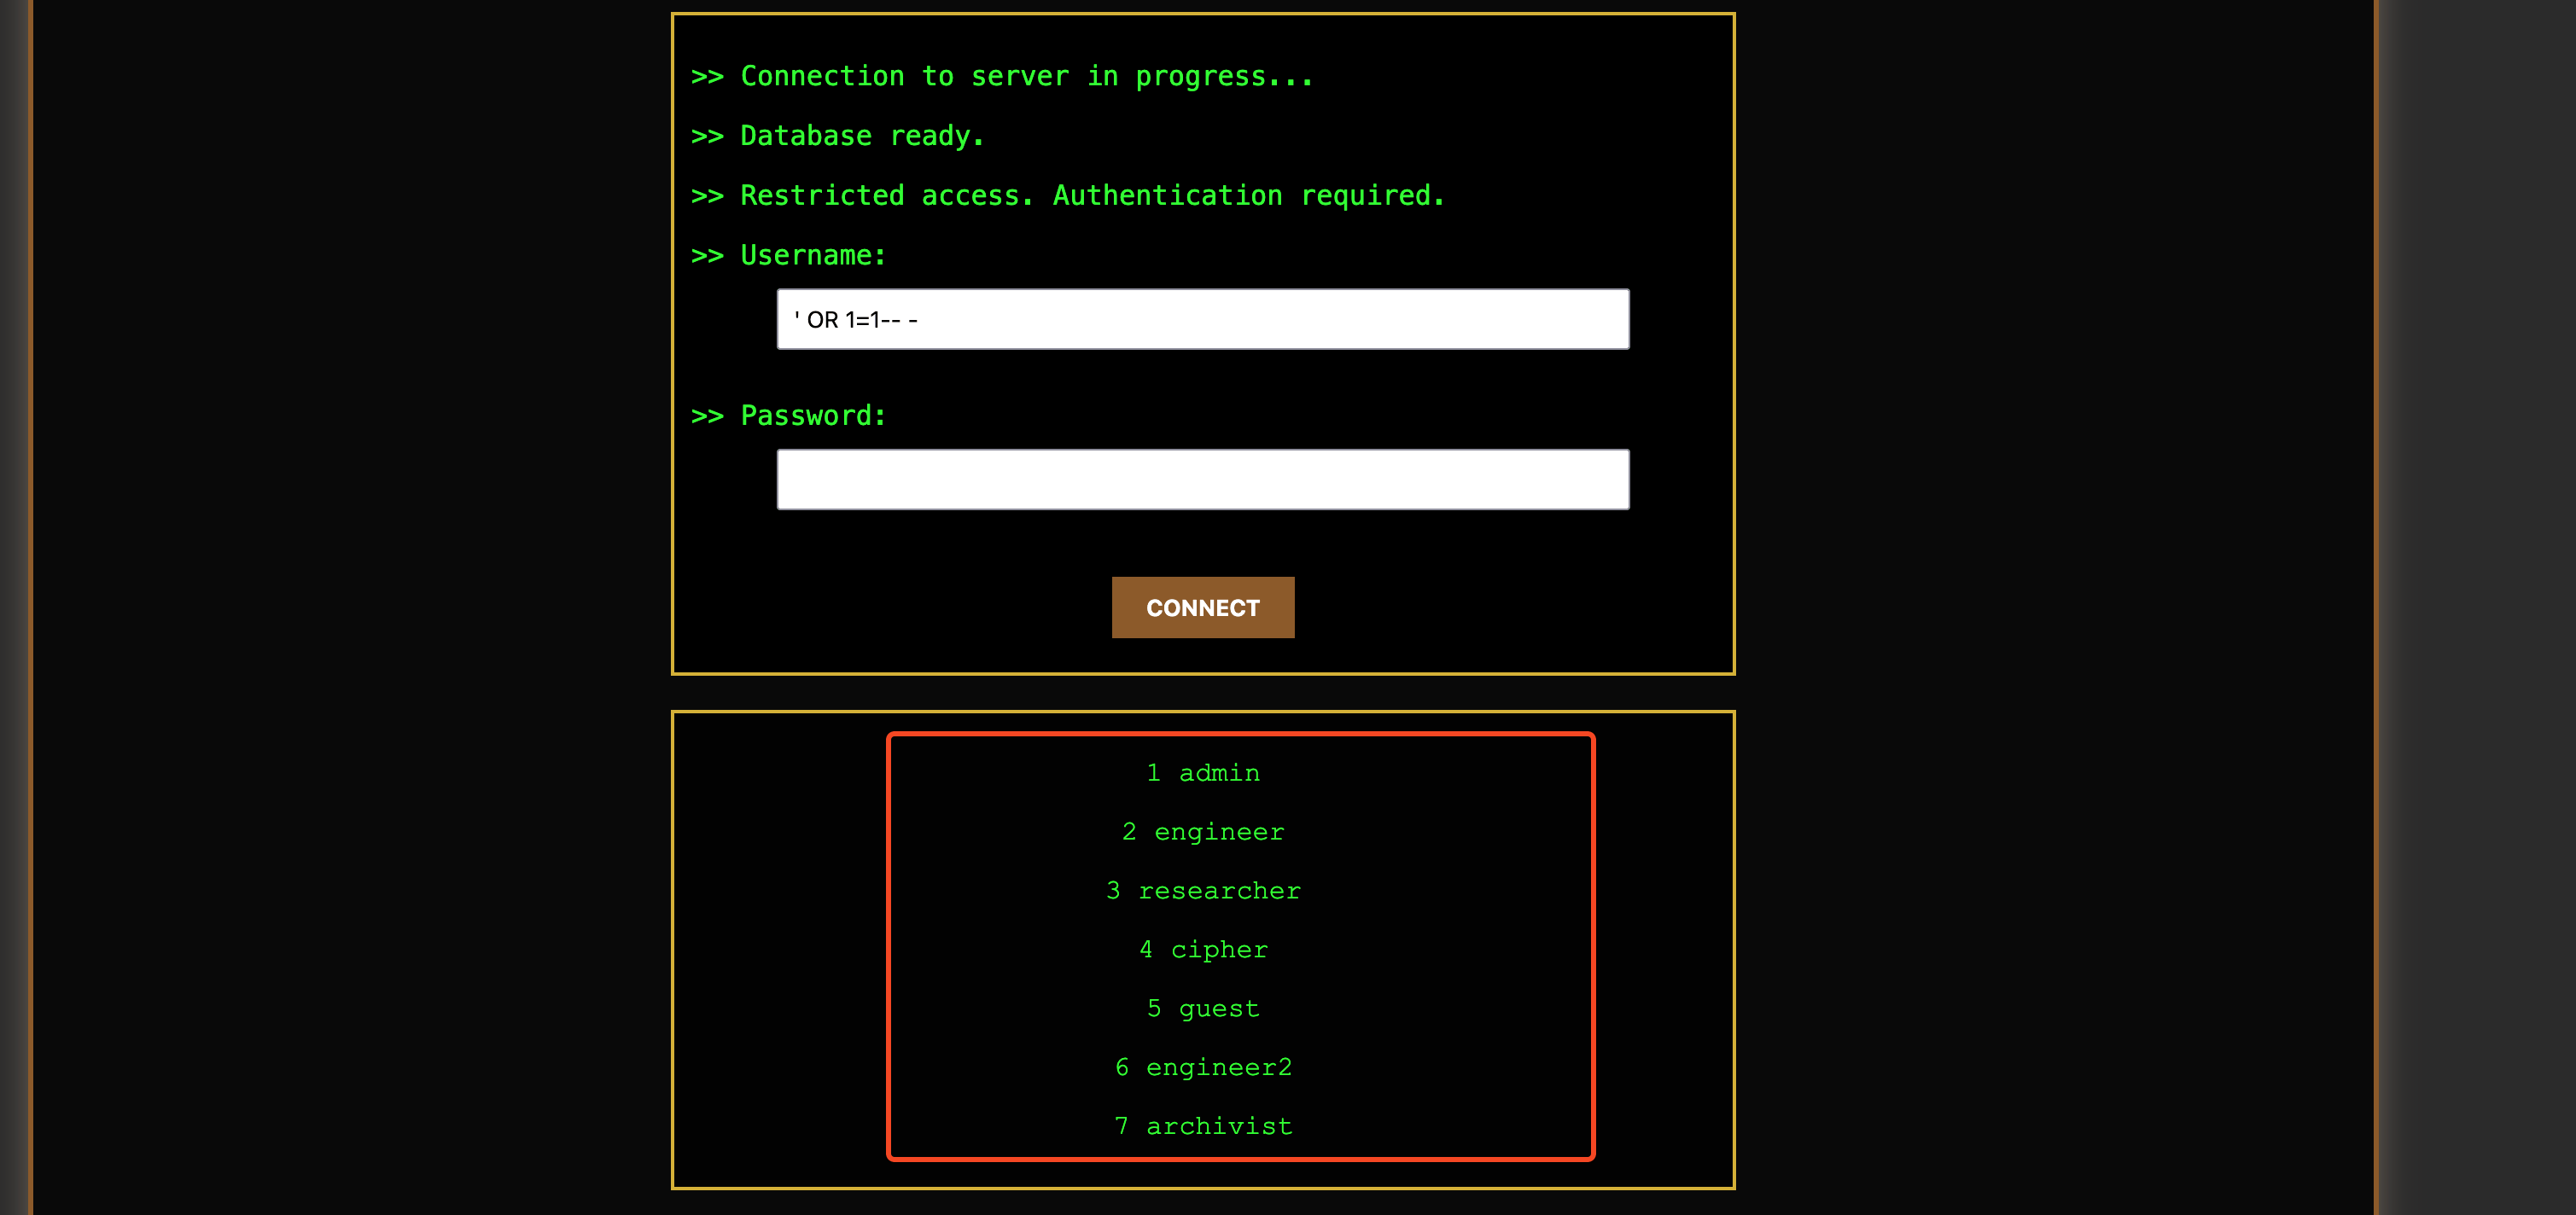 >> Connection to server in progress...
>> Database ready.
>> Restricted access. Authentication required.
>> Username:
' OR 1=1-- -
>> Password:
CONNECT
1 admin
2 engineer
3 researcher
4 cipher
5 guest
6 engineer2
7 archivist